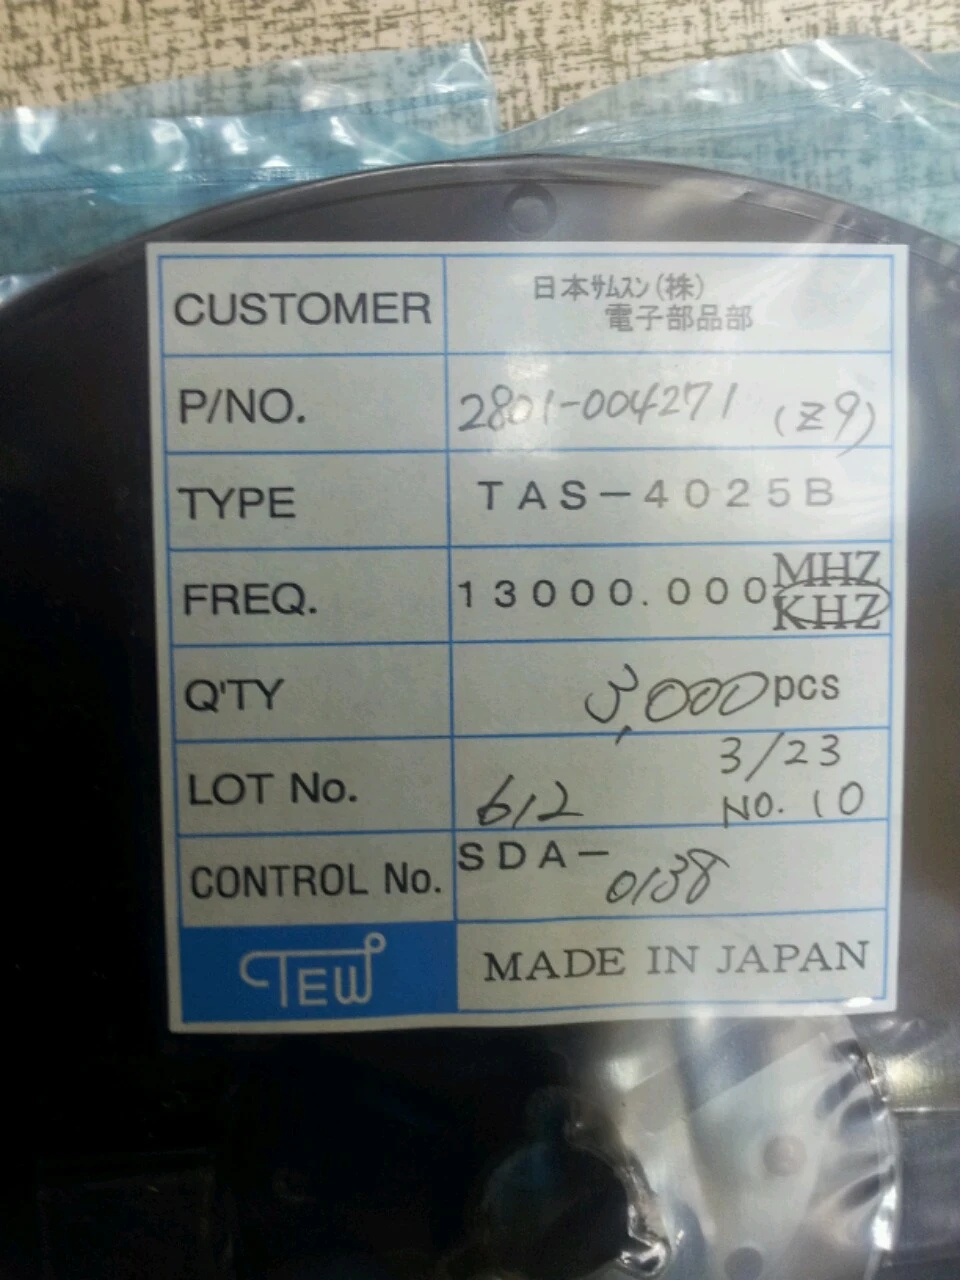 CUSTOMER 日本サムスン(株)
電子部品部
P/NO. 2801-004271 (Z9)
TYPE TAS-4025B
FREQ. 13000.000 MHZ
KHZ
Q'TY 3,000 pcs
LOT No. 612 3/23
NO. 10
CONTROL No. SDA-0138
TEW MADE IN JAPAN